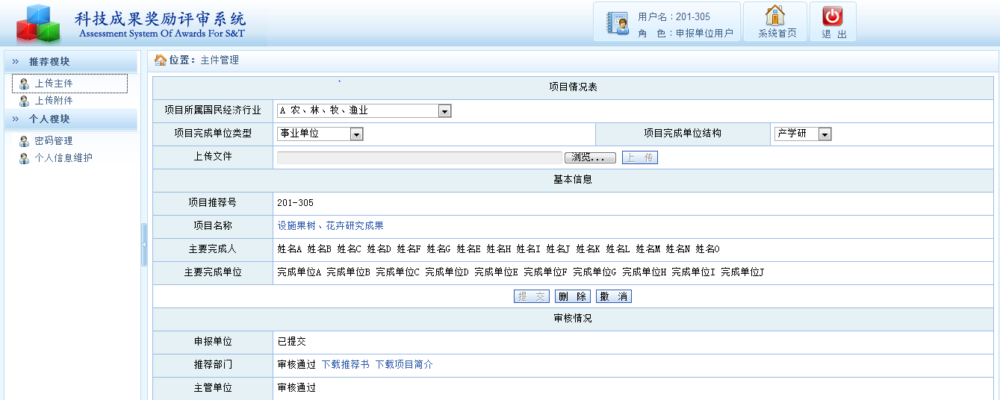 科技成果奖励评审系统
Assessment System Of Awards For S&T
用户名：201-305
角 色：申报单位用户
系统首页
退 出
推荐模块
上传主件
上传附件
个人模块
密码管理
个人信息维护
位置：主件管理
项目情况表
项目所属国民经济行业 A 农、林、牧、渔业
项目完成单位类型 事业单位 项目完成单位结构 产学研
上传文件 浏览... 上 传
基本信息
项目推荐号 201-305
项目名称 设施果树、花卉研究成果
主要完成人 姓名A 姓名B 姓名C 姓名D 姓名F 姓名G 姓名E 姓名H 姓名I 姓名J 姓名K 姓名L 姓名M 姓名N 姓名O
主要完成单位 完成单位A 完成单位B 完成单位C 完成单位D 完成单位E 完成单位F 完成单位G 完成单位H 完成单位I 完成单位J
提 交 删 除 撤 消
审核情况
申报单位 已提交
推荐部门 审核通过 下载推荐书 下载项目简介
主管单位 审核通过